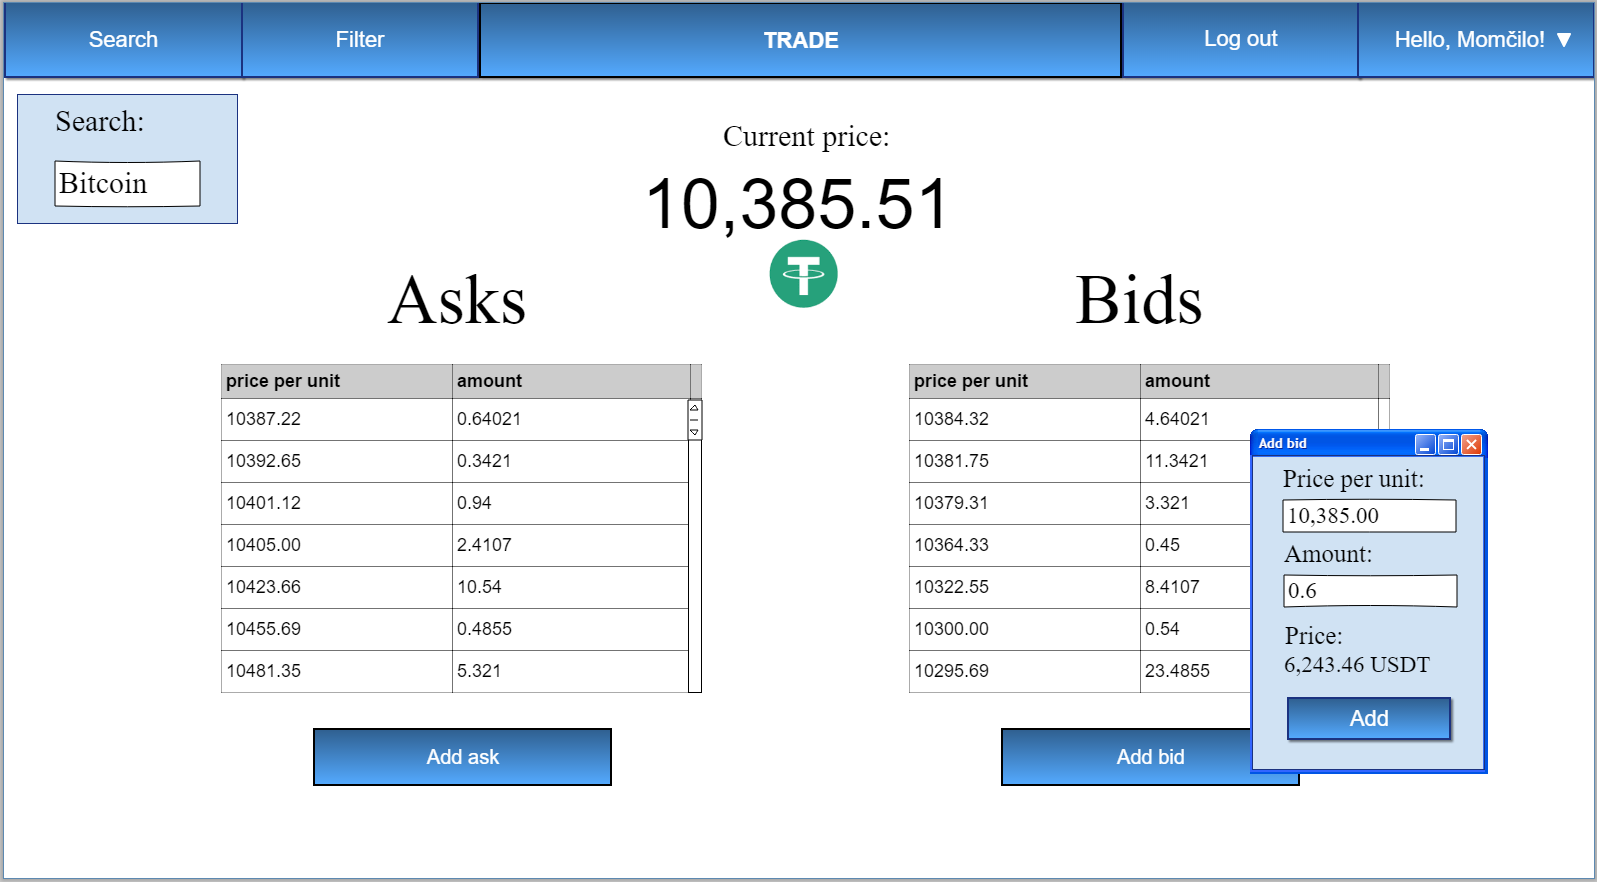 Search
Filter
TRADE
Log out
Hello, Momčilo! ▼
Search:
Bitcoin
Current price:
10,385.51
Asks
Bids
price per unit amount
10387.22 0.64021
10392.65 0.3421
10401.12 0.94
10405.00 2.4107
10423.66 10.54
10455.69 0.4855
10481.35 5.321
Add ask
price per unit amount
10384.32 4.64021
10381.75 11.3421
10379.31 3.321
10364.33 0.45
10322.55 8.4107
10300.00 0.54
10295.69 23.4855
Add bid
Add bid
Price per unit:
10,385.00
Amount:
0.6
Price:
6,243.46 USDT
Add